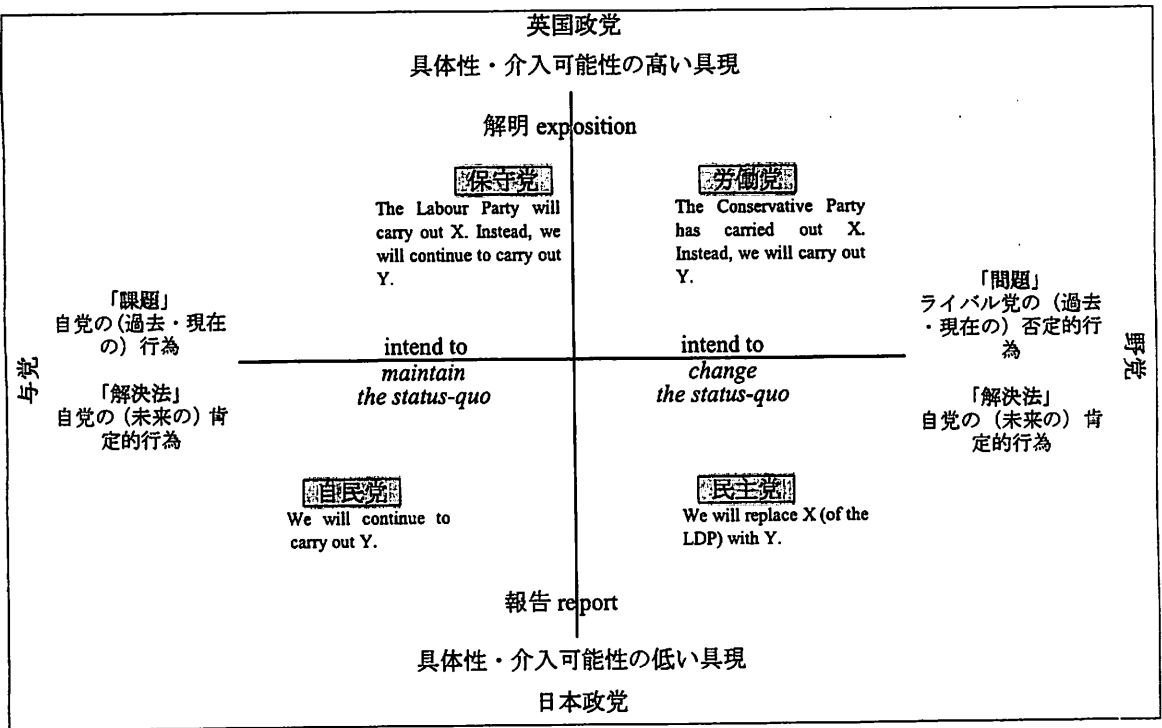 英国政党
具体性・介入可能性の高い具現
解明 exposition
保守党
The Labour Party will
carry out X. Instead, we
will continue to carry out
Y.
労働党
The Conservative Party
has carried out X.
Instead, we will carry out
Y.
「課題」
自党の(過去・現在
の) 行為
「問題」
ライバル党の(過去
・現在の) 否定的行
為
与党
intend to
maintain
the status-quo
intend to
change
the status-quo
野党
「解決法」
自党の(未来の) 肯
定的行為
「解決法」
自党の (未来の) 肯
定的行為
自民党
We will continue to
carry out Y.
民主党
We will replace X (of the
LDP) with Y.
報告 report
具体性・介入可能性の低い具現
日本政党